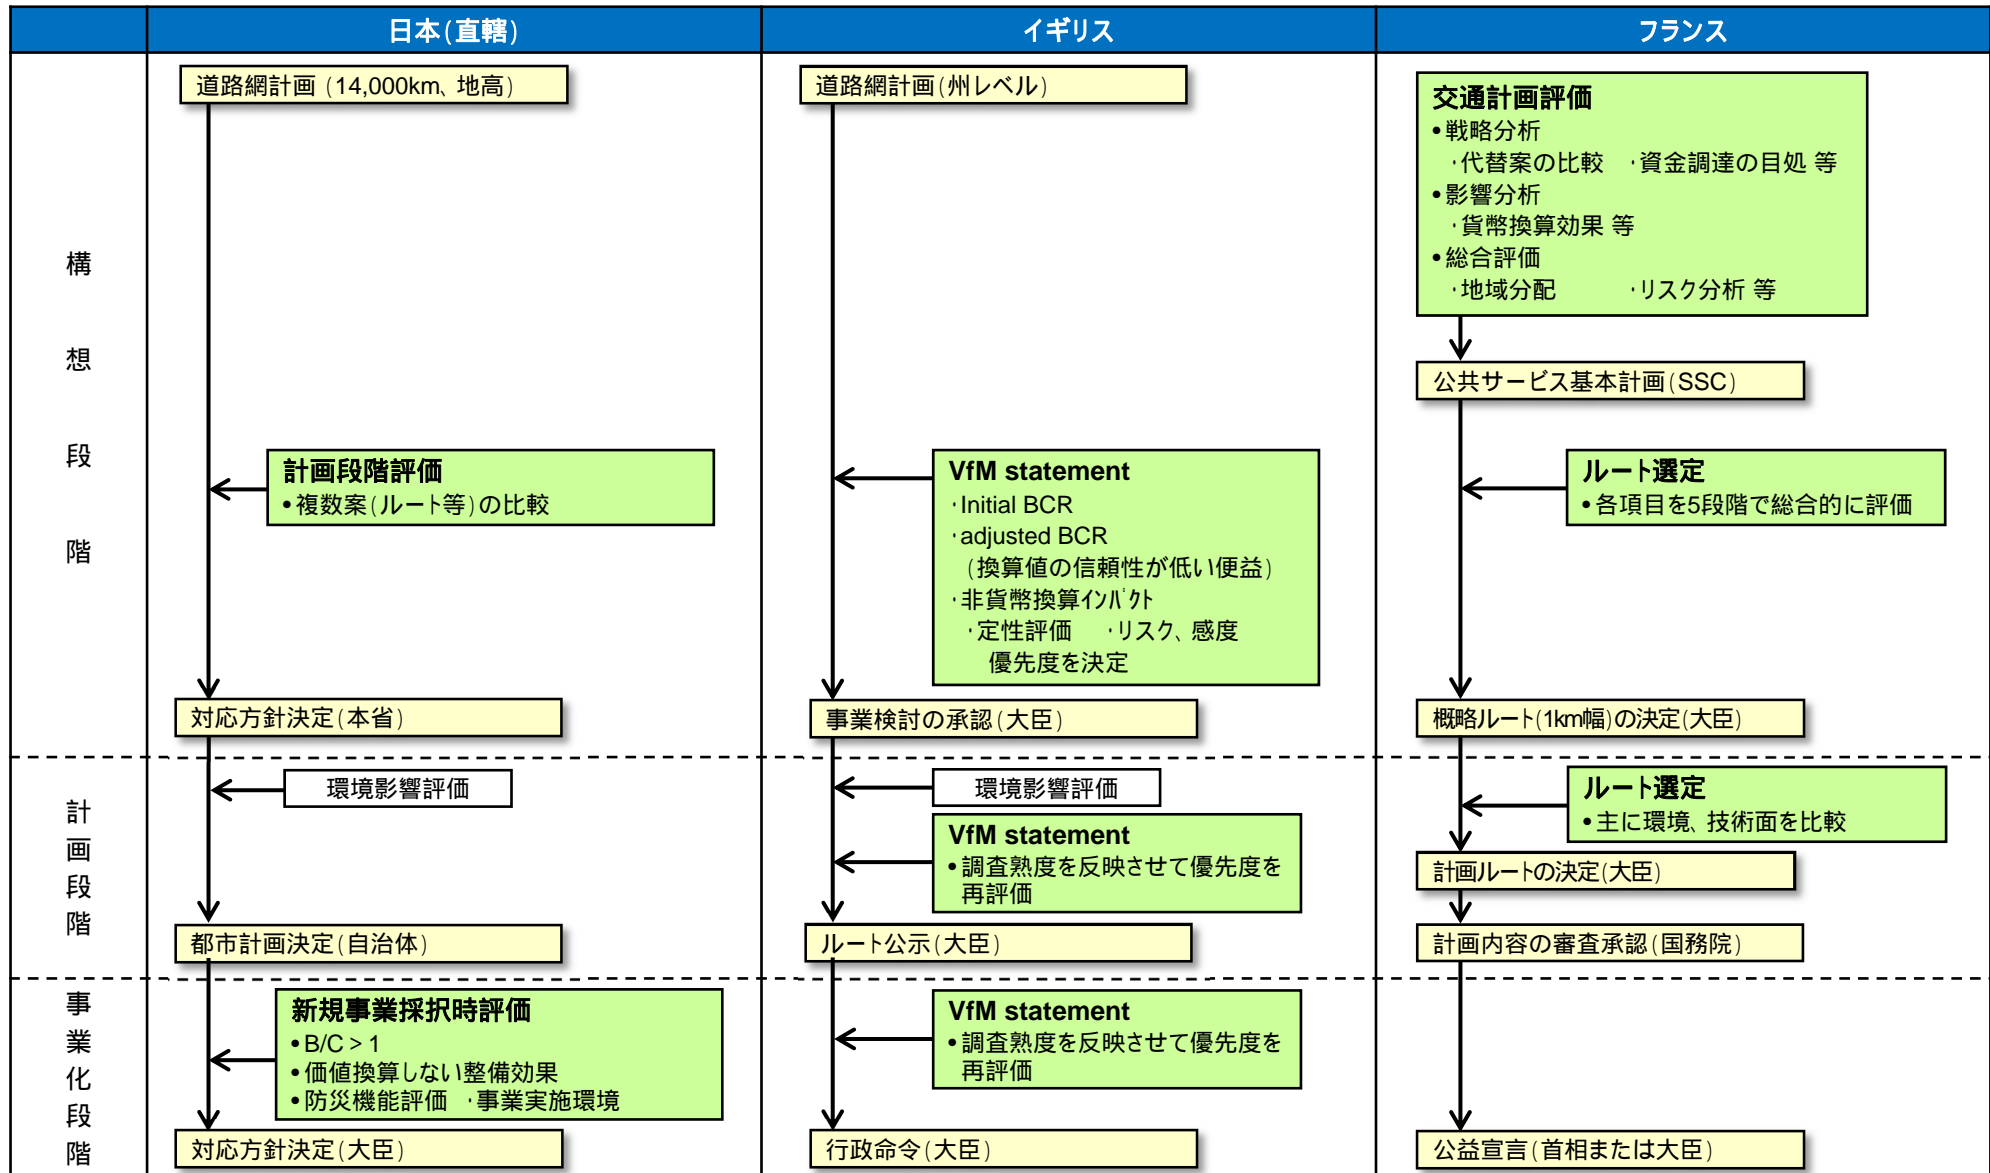 日本(直轄)
イギリス
フランス
構想段階
計画段階
事業化段階
道路網計画 (14,000km、地高)
計画段階評価
•複数案(ルート等)の比較
対応方針決定(本省)
環境影響評価
都市計画決定(自治体)
新規事業採択時評価
•B/C > 1
•価値換算しない整備効果
•防災機能評価 ・事業実施環境
対応方針決定(大臣)
道路網計画(州レベル)
VfM statement
・Initial BCR
・adjusted BCR
(換算値の信頼性が低い便益)
・非貨幣換算インパクト
・定性評価 ・リスク、感度
優先度を決定
事業検討の承認(大臣)
環境影響評価
VfM statement
•調査熟度を反映させて優先度を
再評価
ルート公示(大臣)
VfM statement
•調査熟度を反映させて優先度を
再評価
行政命令(大臣)
交通計画評価
•戦略分析
・代替案の比較 ・資金調達の目処 等
•影響分析
・貨幣換算効果 等
•総合評価
・地域分配 ・リスク分析 等
公共サービス基本計画(SSC)
ルート選定
•各項目を5段階で総合的に評価
概略ルート(1km幅)の決定(大臣)
ルート選定
•主に環境、技術面を比較
計画ルートの決定(大臣)
計画内容の審査承認(国務院)
公益宣言(首相または大臣)